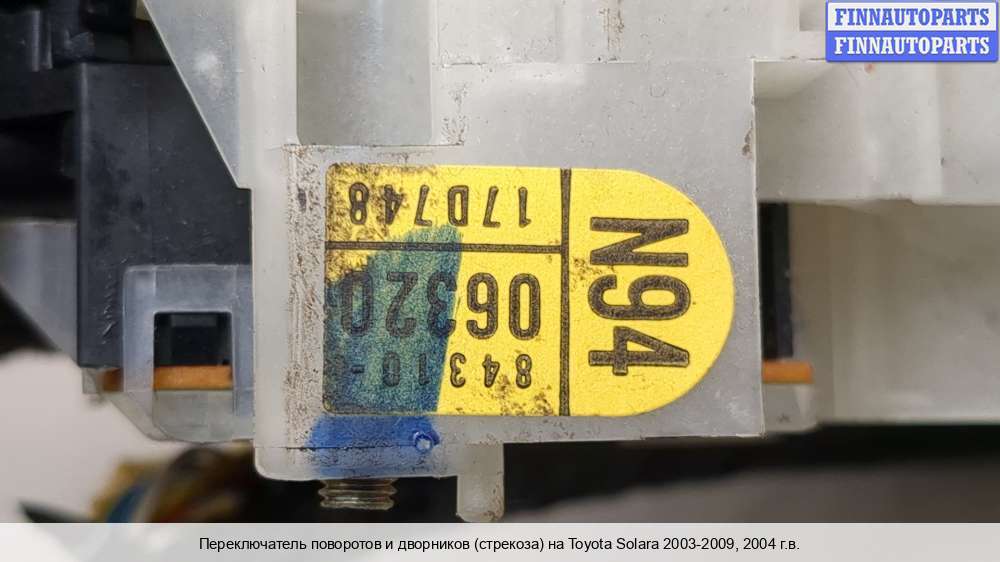 FINNAUTOPARTS
FINNAUTOPARTS
N94
84310-
06320
17D748
Переключатель поворотов и дворников (стрекоза) на Toyota Solara 2003-2009, 2004 г.в.